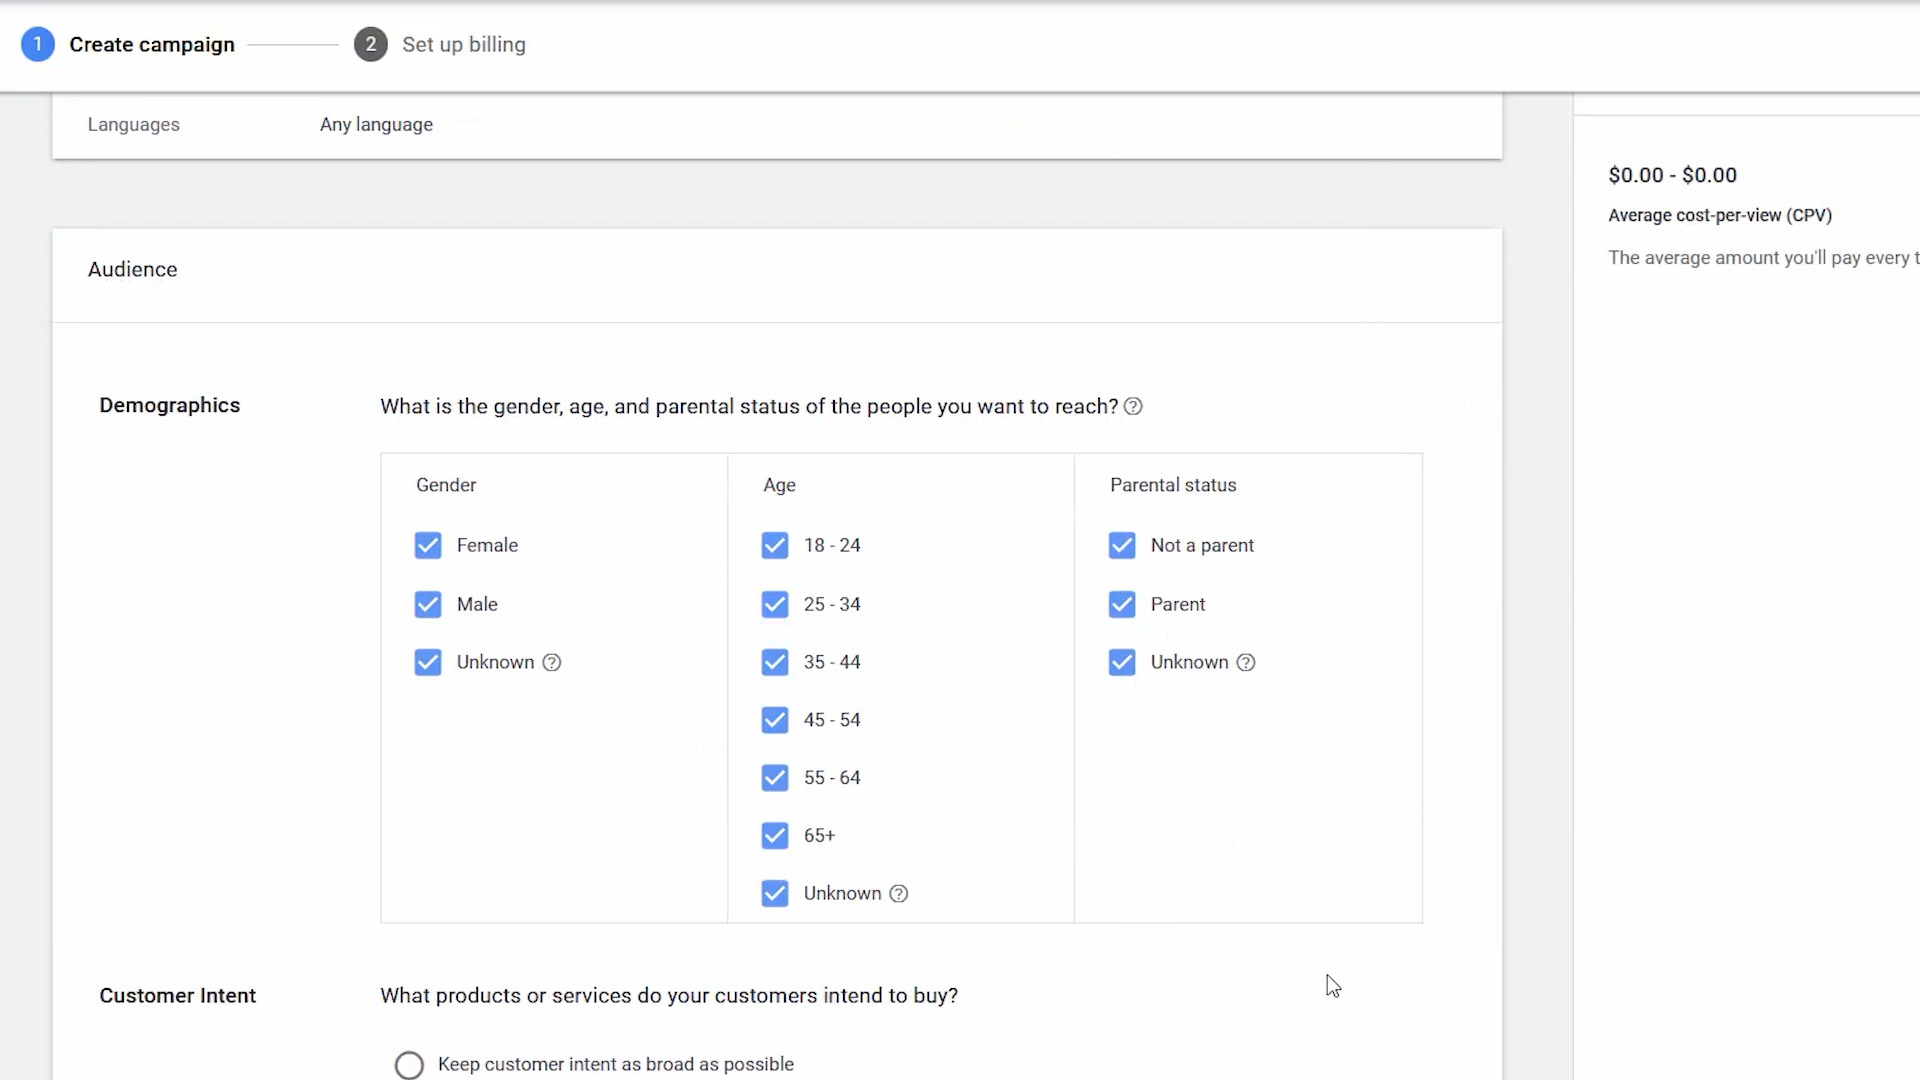 1 Create campaign 2 Set up billing
Languages Any language
$0.00 - $0.00
Average cost-per-view (CPV)
The average amount you'll pay every t
Audience
Demographics What is the gender, age, and parental status of the people you want to reach?
Gender Age Parental status
Female 18 - 24 Not a parent
Male 25 - 34 Parent
Unknown 35 - 44 Unknown
45 - 54
55 - 64
65+
Unknown
Customer Intent What products or services do your customers intend to buy?
Keep customer intent as broad as possible